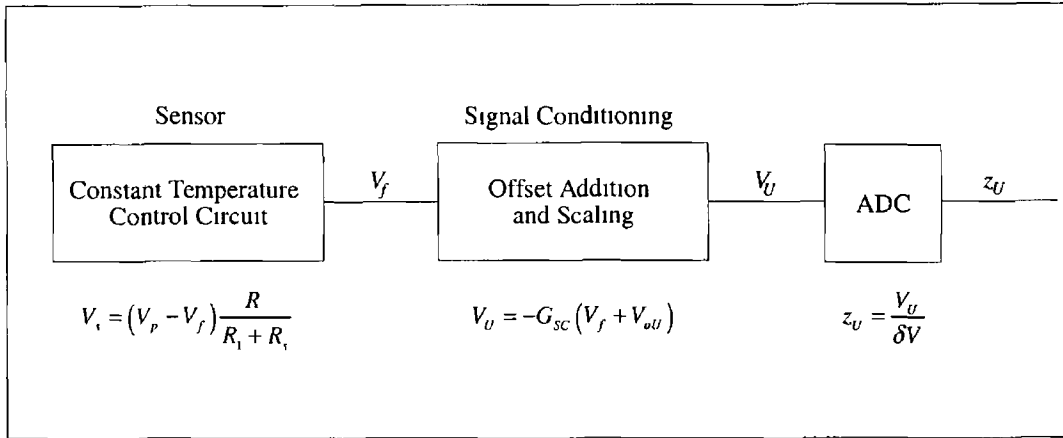 Sensor
Signal Conditioning
Constant Temperature
Control Circuit
V_f
Offset Addition
and Scaling
V_U
ADC
z_U
V_s = (V_p - V_f) R / (R_1 + R_s)
V_U = -G_SC (V_f + V_oU)
z_U = V_U / δV